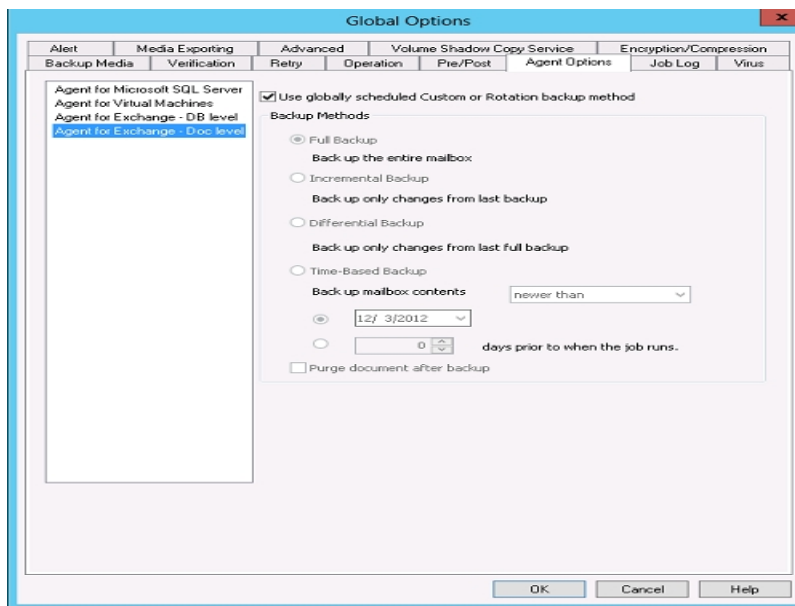 Global Options
x
Alert Media Exporting Advanced Volume Shadow Copy Service Encryption/Compression
Backup Media Verification Retry Operation Pre/Post Agent Options Job Log Virus
Agent for Microsoft SQL Server
Agent for Virtual Machines
Agent for Exchange - DB level
Agent for Exchange - Doc level
Use globally scheduled Custom or Rotation backup method
Backup Methods
Full Backup
Back up the entire mailbox
Incremental Backup
Back up only changes from last backup
Differential Backup
Back up only changes from last full backup
Time-Based Backup
Back up mailbox contents newer than
12/ 3/2012
0 days prior to when the job runs.
Purge document after backup
OK Cancel Help